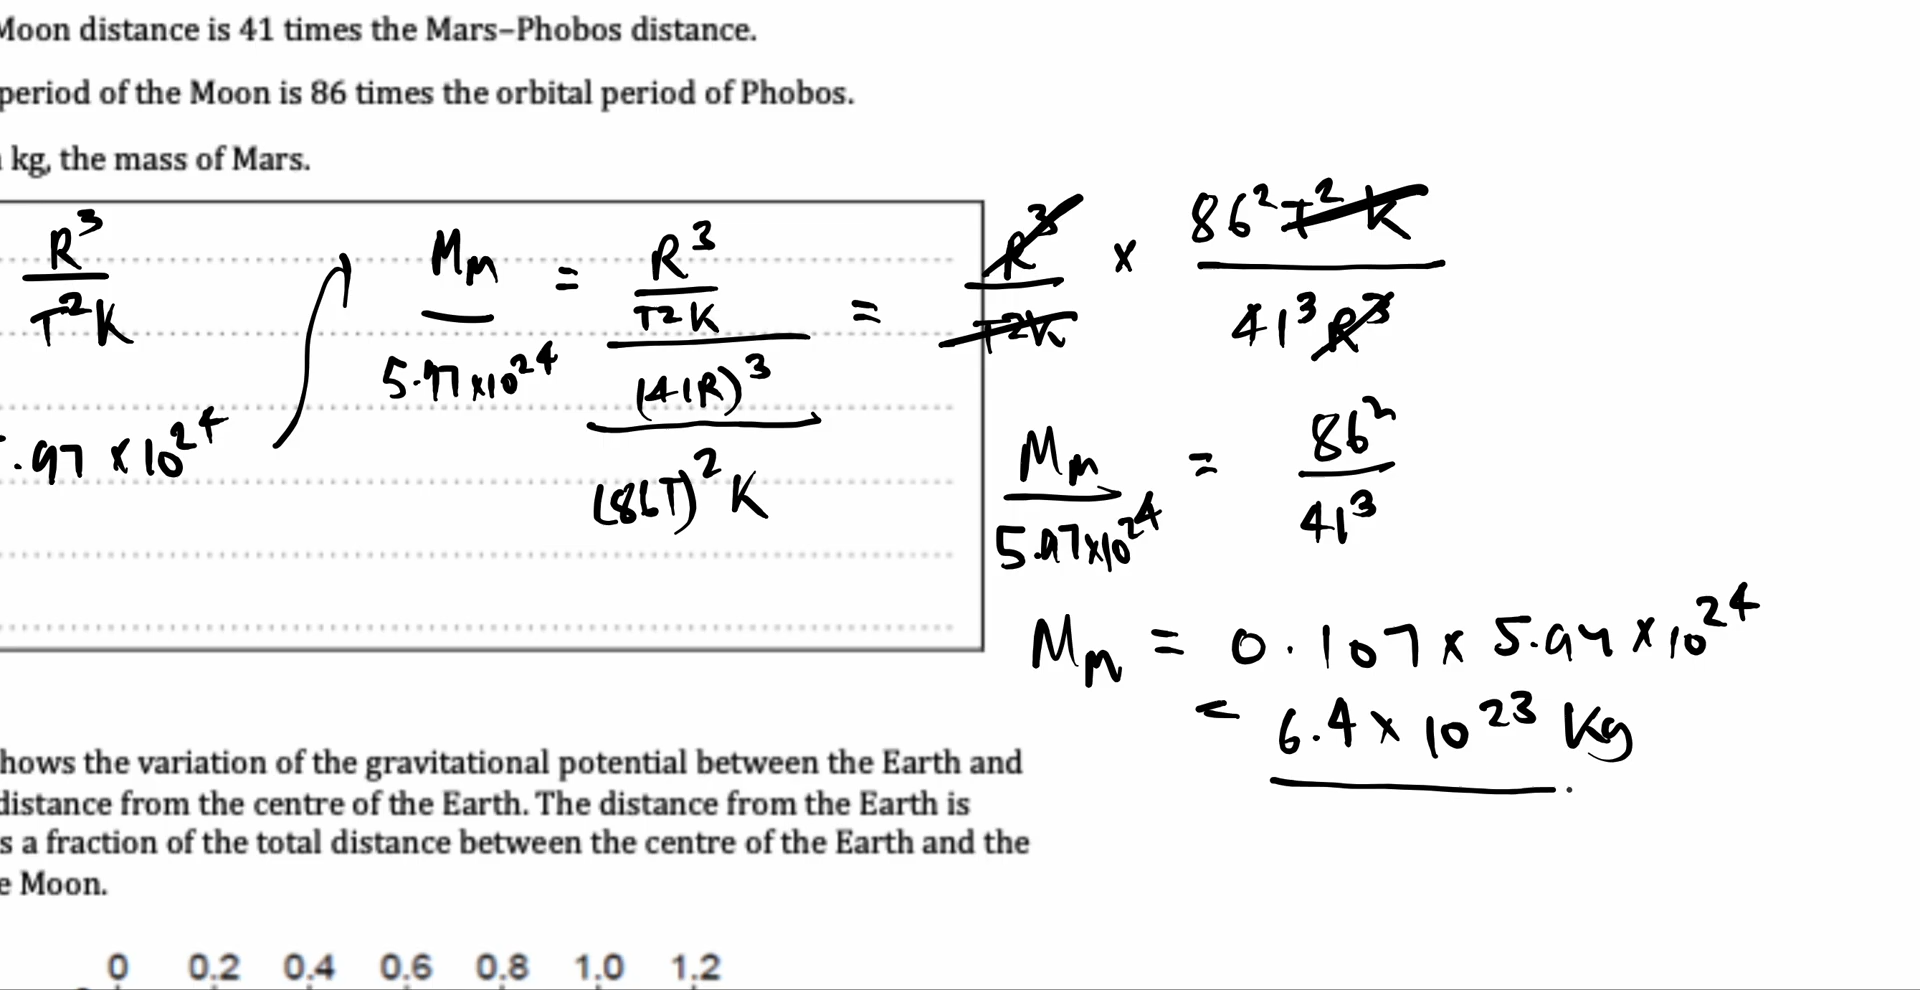 Moon distance is 41 times the Mars–Phobos distance.
period of the Moon is 86 times the orbital period of Phobos.
kg, the mass of Mars.
R³ / T²K
.97 × 10²⁴
M_M / 5.97×10²⁴ = (R³ / T²K) / ((41R)³ / (86T)²K) = R³ / T²K × 86² T² K / 41³ R³
M_M / 5.97×10²⁴ = 86² / 41³
M_M = 0.107 × 5.97 × 10²⁴
= 6.4 × 10²³ Kg
hows the variation of the gravitational potential between the Earth and
distance from the centre of the Earth. The distance from the Earth is
s a fraction of the total distance between the centre of the Earth and the
e Moon.
0 0.2 0.4 0.6 0.8 1.0 1.2